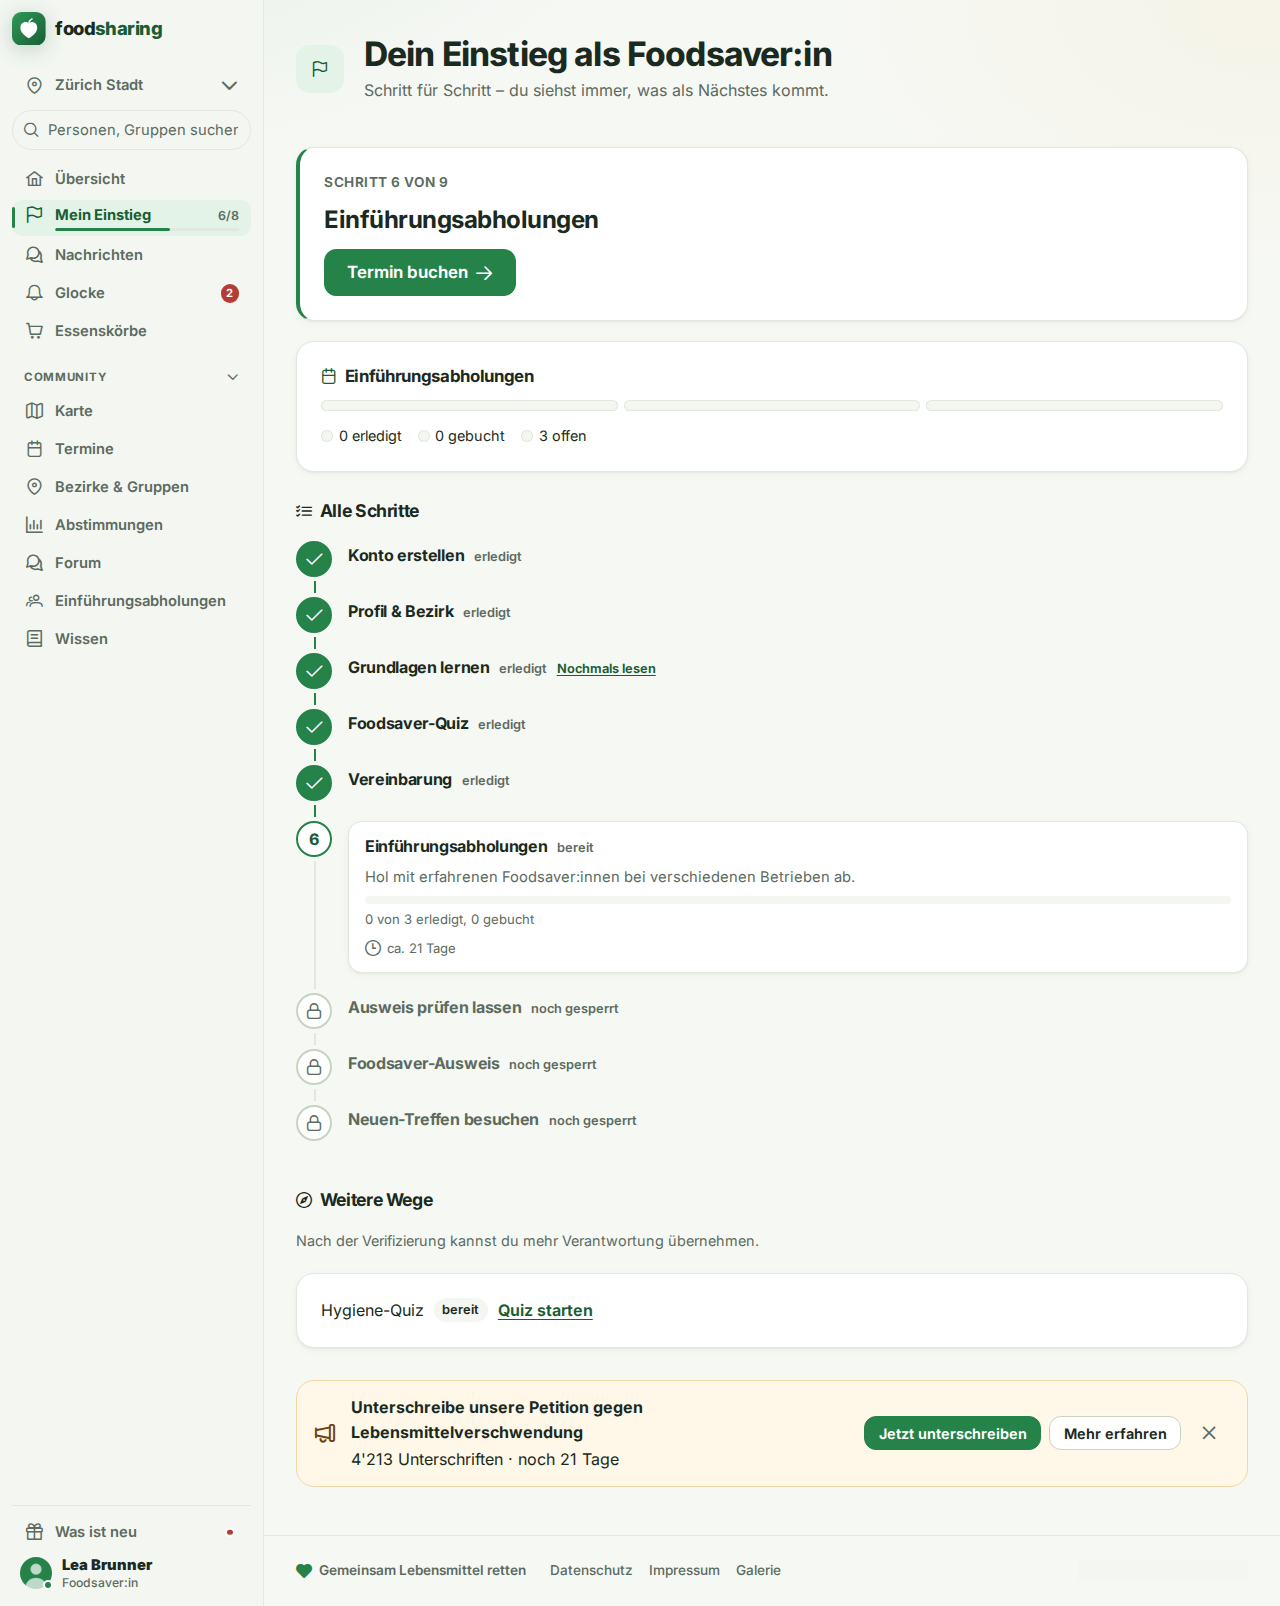 foodsharing
Zürich Stadt
Personen, Gruppen sucher
Übersicht
Mein Einstieg 6/8
Nachrichten
Glocke 2
Essenskörbe
COMMUNITY
Karte
Termine
Bezirke & Gruppen
Abstimmungen
Forum
Einführungsabholungen
Wissen
Was ist neu
Lea Brunner
Foodsaver:in
Dein Einstieg als Foodsaver:in
Schritt für Schritt – du siehst immer, was als Nächstes kommt.
SCHRITT 6 VON 9
Einführungsabholungen
Termin buchen
Einführungsabholungen
0 erledigt 0 gebucht 3 offen
Alle Schritte
Konto erstellen erledigt
Profil & Bezirk erledigt
Grundlagen lernen erledigt Nochmals lesen
Foodsaver-Quiz erledigt
Vereinbarung erledigt
6 Einführungsabholungen bereit
Hol mit erfahrenen Foodsaver:innen bei verschiedenen Betrieben ab.
0 von 3 erledigt, 0 gebucht
ca. 21 Tage
Ausweis prüfen lassen noch gesperrt
Foodsaver-Ausweis noch gesperrt
Neuen-Treffen besuchen noch gesperrt
Weitere Wege
Nach der Verifizierung kannst du mehr Verantwortung übernehmen.
Hygiene-Quiz bereit Quiz starten
Unterschreibe unsere Petition gegen
Lebensmittelverschwendung
4'213 Unterschriften · noch 21 Tage
Jetzt unterschreiben Mehr erfahren
Gemeinsam Lebensmittel retten Datenschutz Impressum Galerie